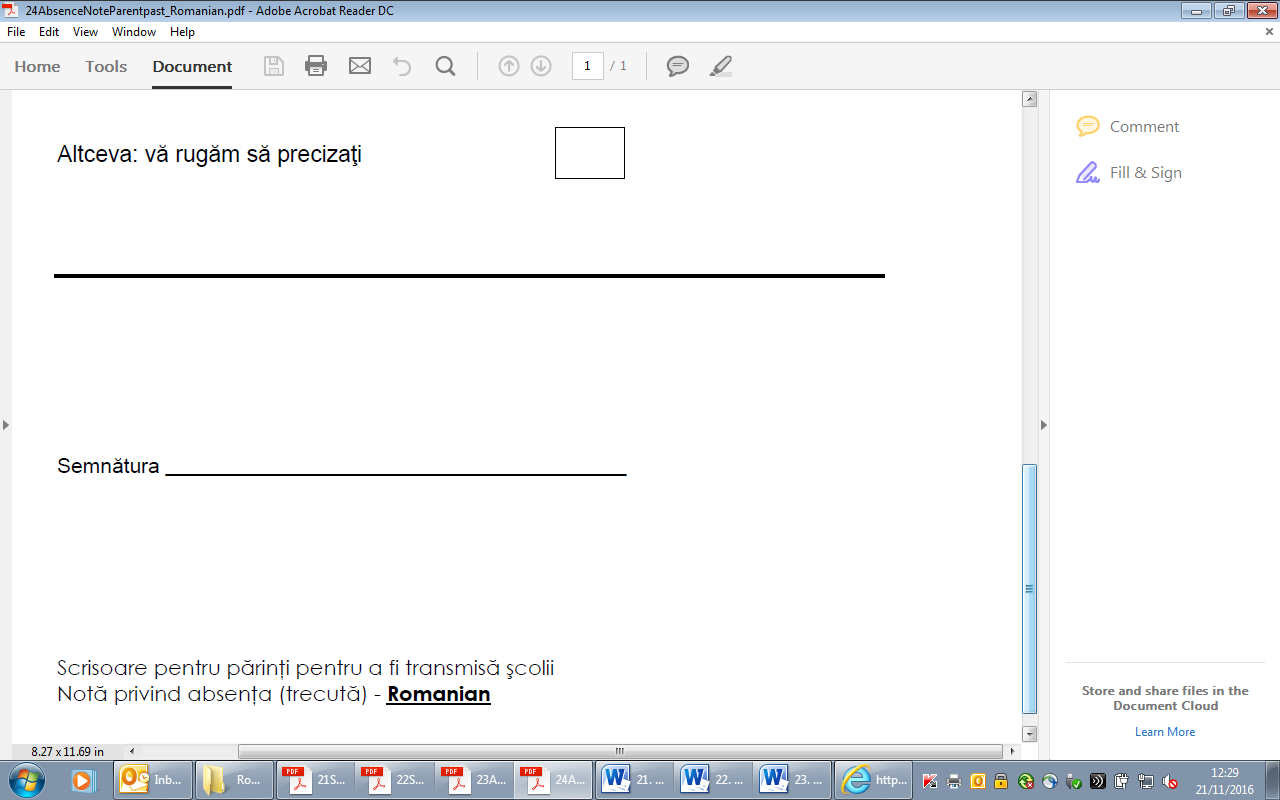 24AbsenceNoteParentpast_Romanian.pdf - Adobe Acrobat Reader DC
File Edit View Window Help
Home Tools Document 1 / 1
Altceva: vă rugăm să precizaţi
Comment
Fill & Sign
Semnătura
Scrisoare pentru părinți pentru a fi transmisă şcolii
Notă privind absența (trecută) - Romanian
Store and share files in the
Document Cloud
Learn More
8.27 x 11.69 in
Inb... Ro... 21S... 22S... 23A... 24A... 21. ... 22. ... 23. ... http...
12:29
21/11/2016